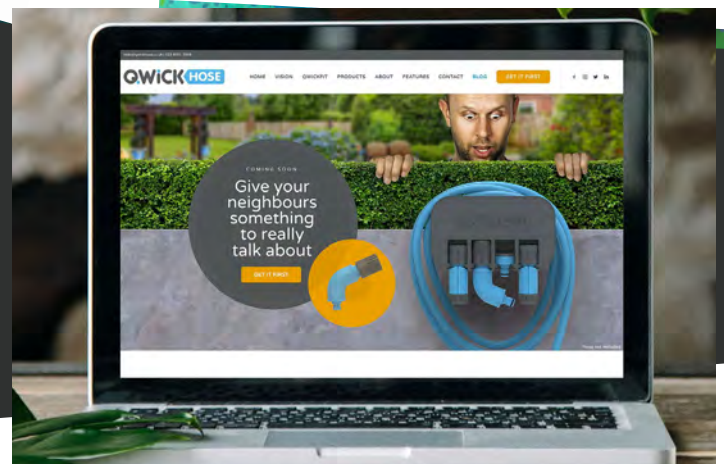 QWiCK HOSE
HOME VISION QWICKFIT PRODUCTS ABOUT FEATURES CONTACT BLOG GET IT FIRST
COMING SOON
Give your
neighbours
something
to really
talk about
GET IT FIRST